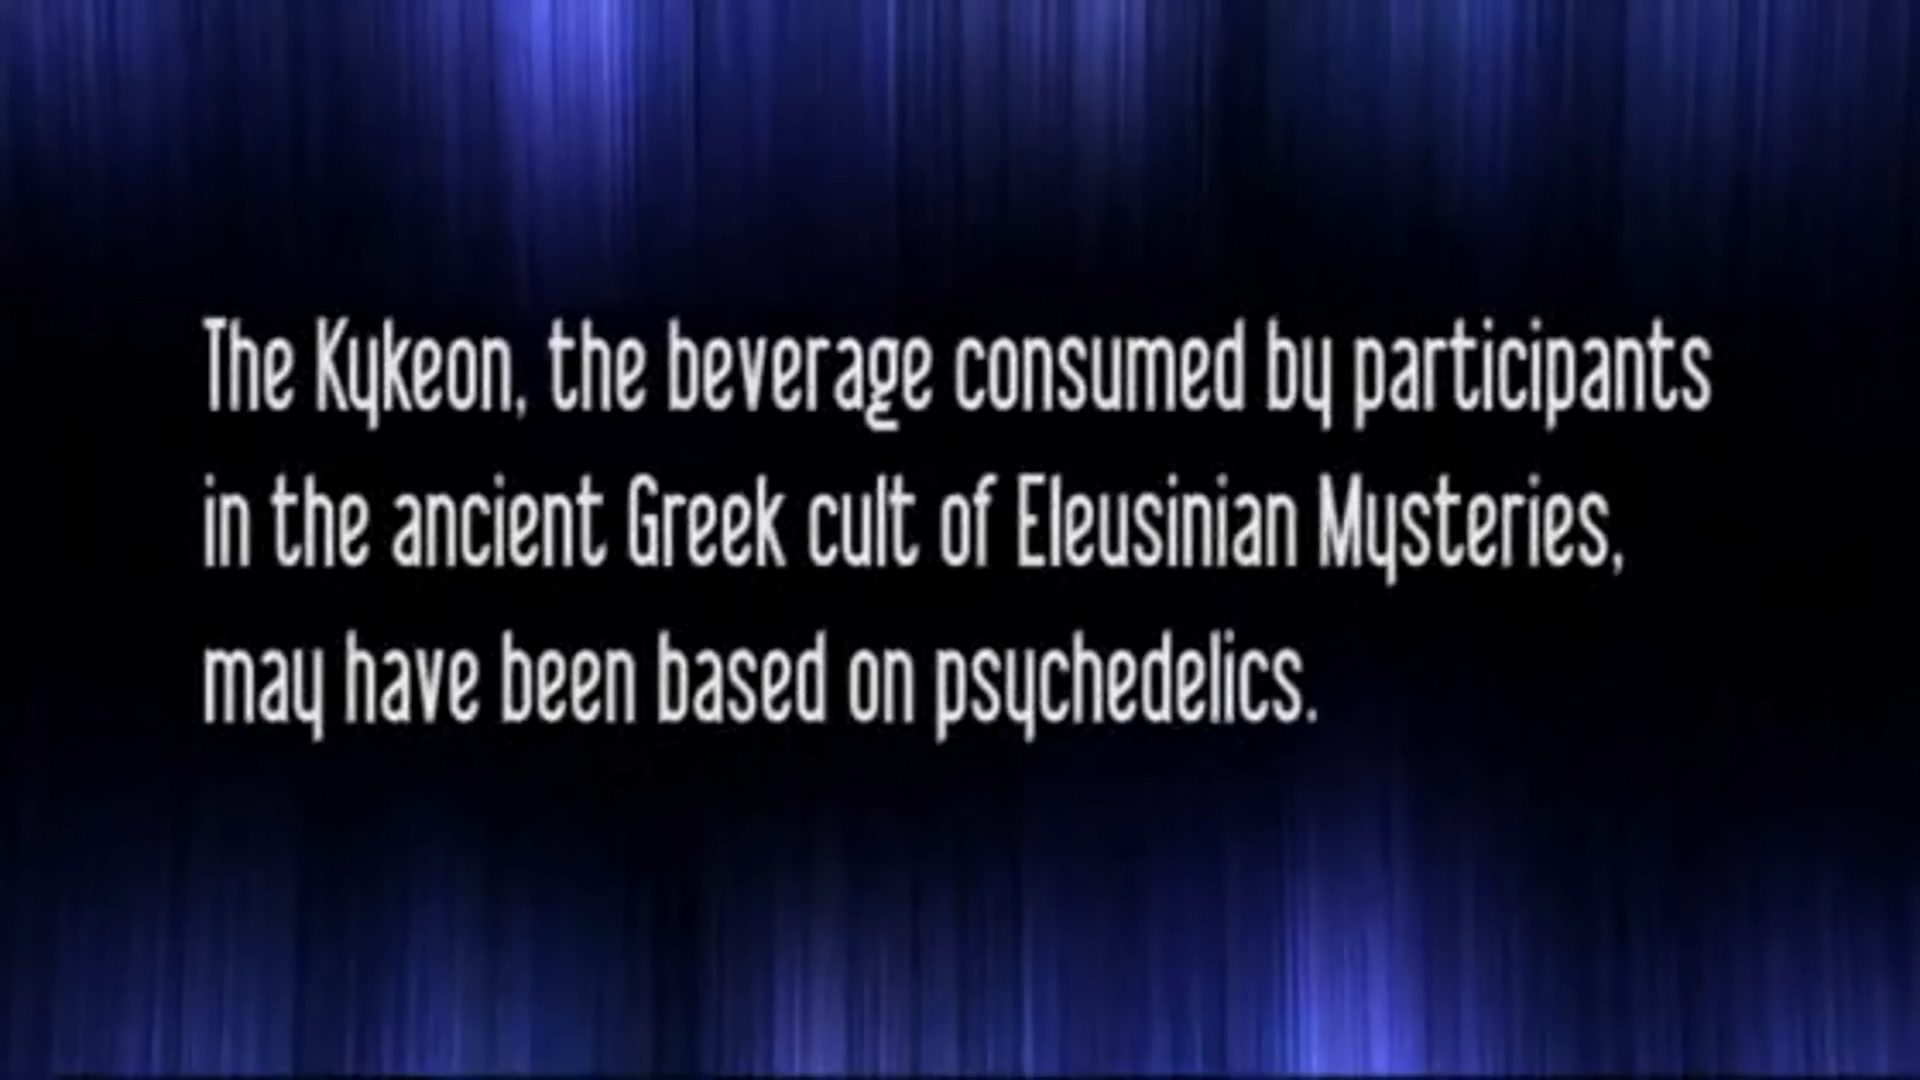 The Kykeon, the beverage consumed by participants
in the ancient Greek cult of Eleusinian Mysteries,
may have been based on psychedelics.